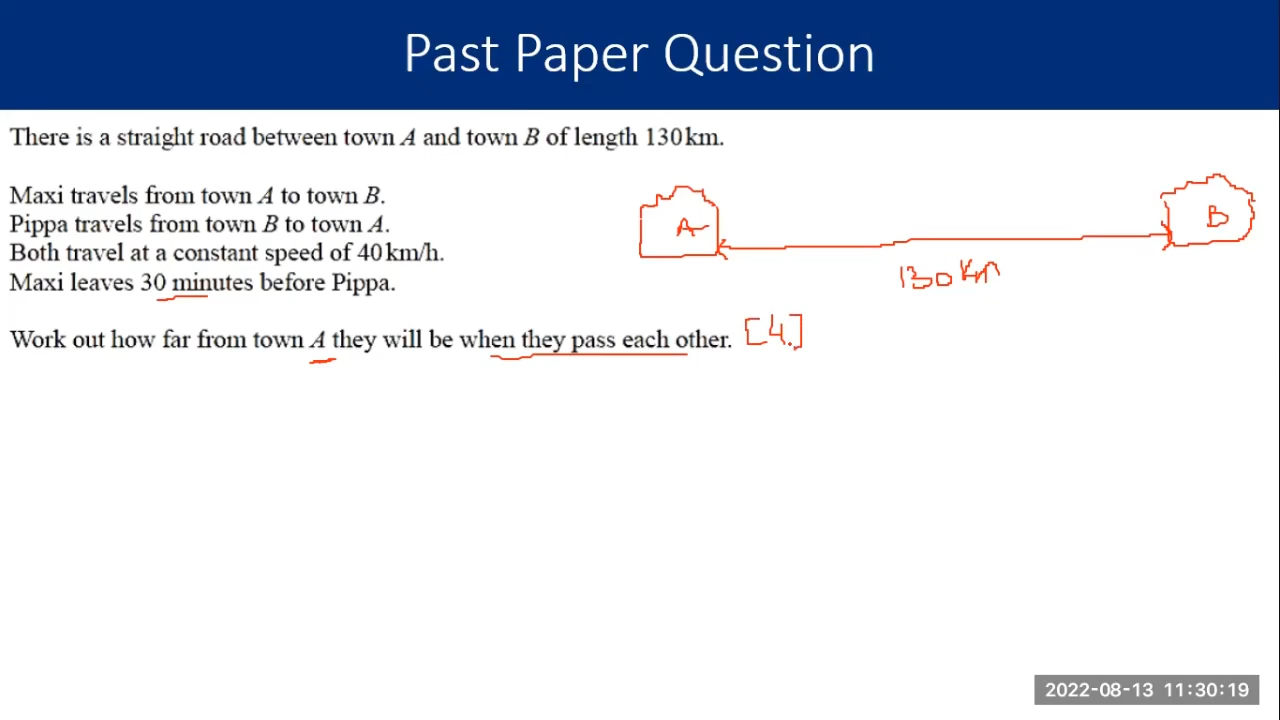 Past Paper Question
There is a straight road between town A and town B of length 130 km.
Maxi travels from town A to town B.
Pippa travels from town B to town A.
Both travel at a constant speed of 40 km/h.
Maxi leaves 30 minutes before Pippa.
Work out how far from town A they will be when they pass each other. [4.]
A
B
130 km
2022-08-13 11:30:19